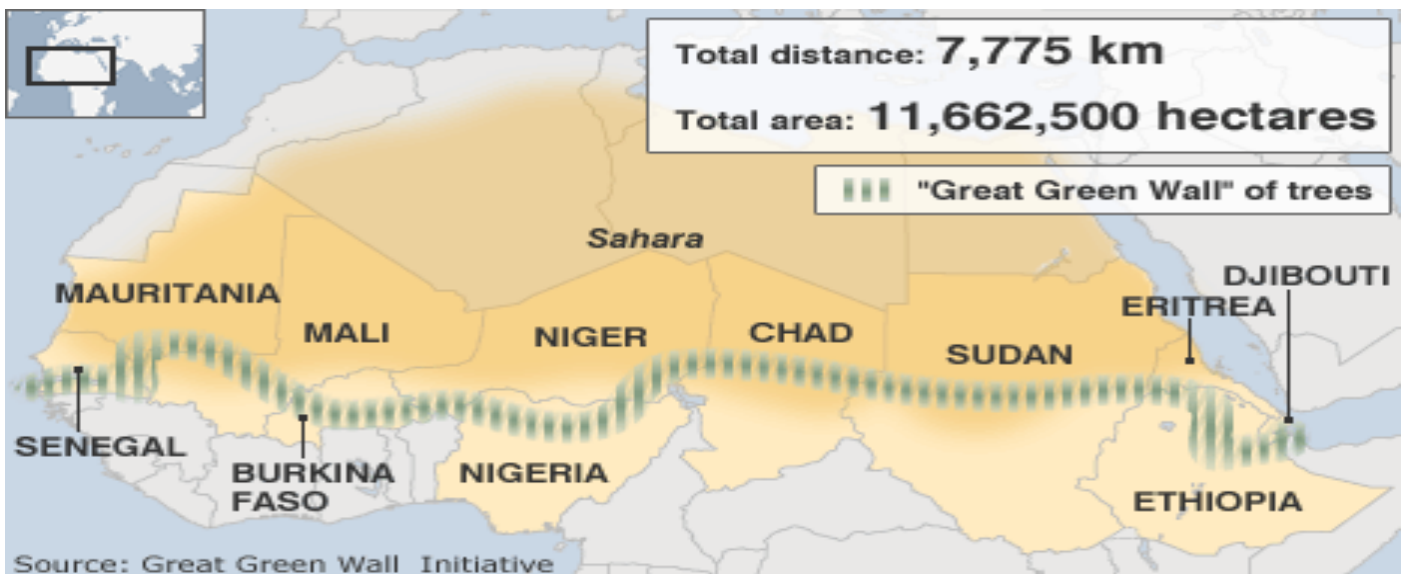 Total distance: 7,775 km
Total area: 11,662,500 hectares
"Great Green Wall" of trees
Sahara
DJIBOUTI
MAURITANIA
ERITREA
MALI
NIGER
CHAD
SUDAN
SENEGAL
BURKINA
FASO
NIGERIA
ETHIOPIA
Source: Great Green Wall Initiative